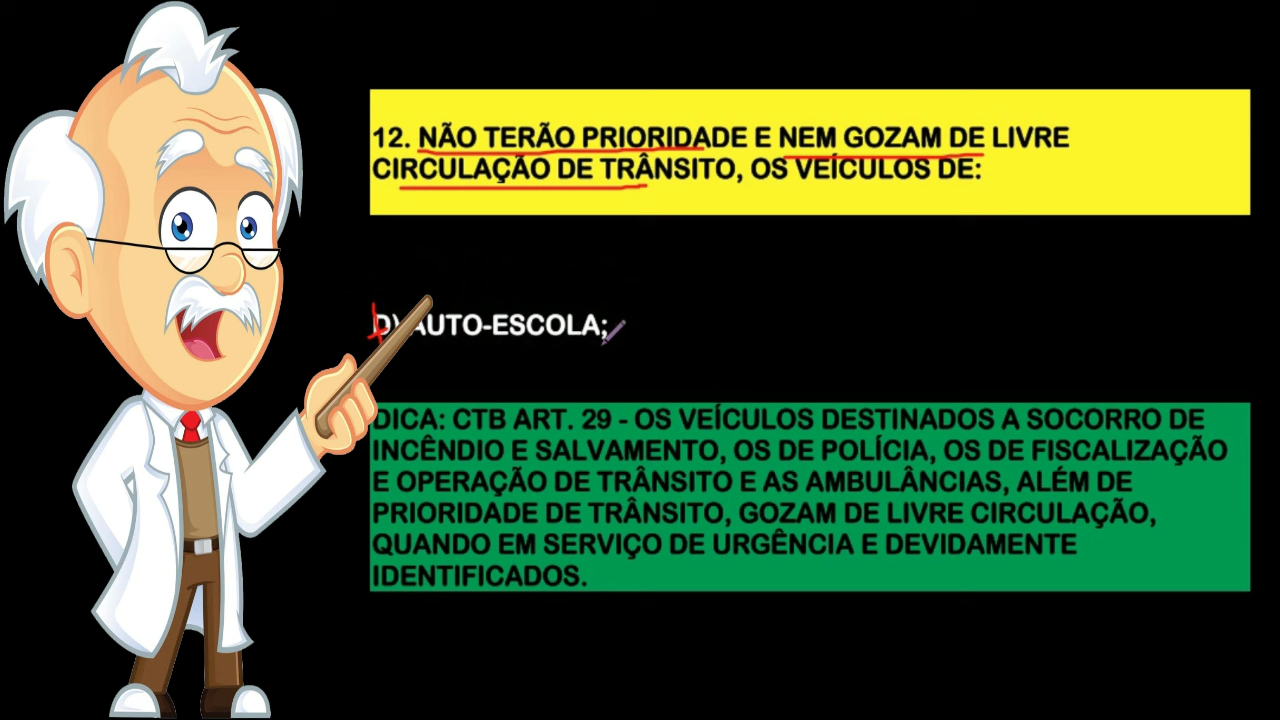 12. NÃO TERÃO PRIORIDADE E NEM GOZAM DE LIVRE
CIRCULAÇÃO DE TRÂNSITO, OS VEÍCULOS DE:
D) AUTO-ESCOLA;
DICA: CTB ART. 29 - OS VEÍCULOS DESTINADOS A SOCORRO DE
INCÊNDIO E SALVAMENTO, OS DE POLÍCIA, OS DE FISCALIZAÇÃO
E OPERAÇÃO DE TRÂNSITO E AS AMBULÂNCIAS, ALÉM DE
PRIORIDADE DE TRÂNSITO, GOZAM DE LIVRE CIRCULAÇÃO,
QUANDO EM SERVIÇO DE URGÊNCIA E DEVIDAMENTE
IDENTIFICADOS.